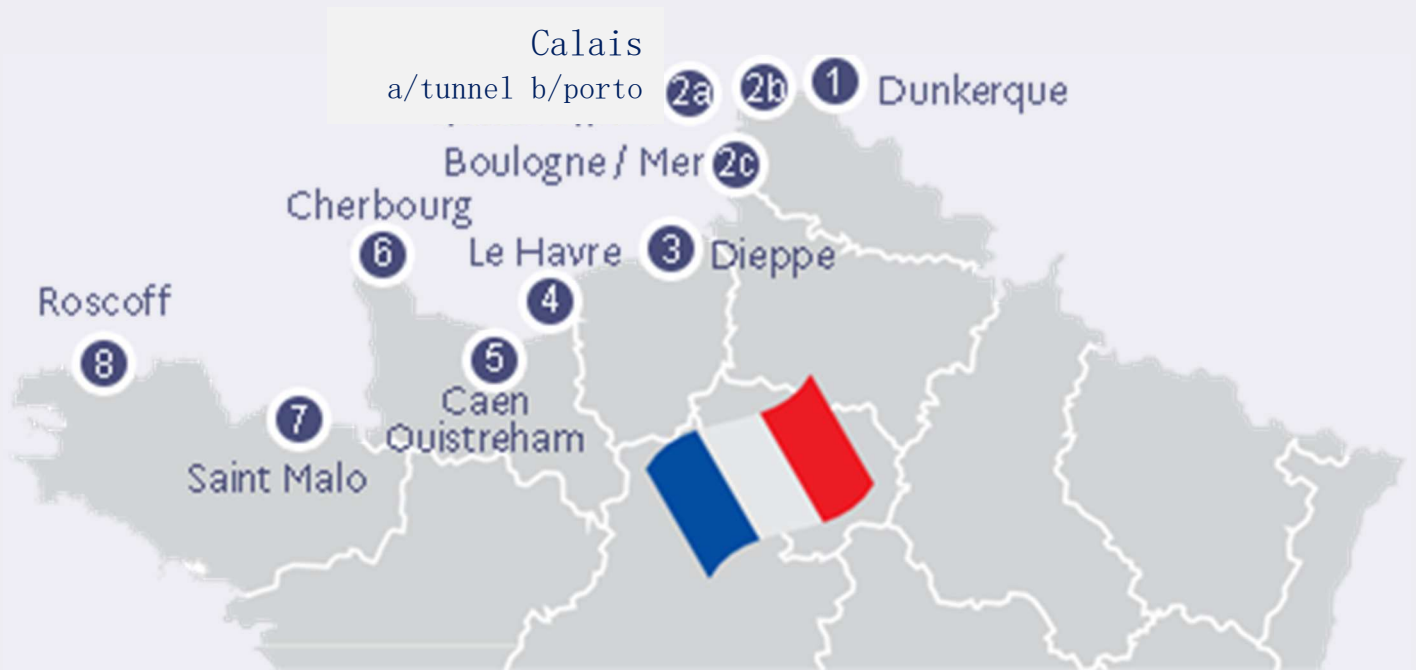 Calais
a/tunnel b/porto
2a
2b
1
Dunkerque
Boulogne / Mer
2c
Cherbourg
6
Le Havre
3
Dieppe
Roscoff
4
8
5
Caen
Ouistreham
7
Saint Malo